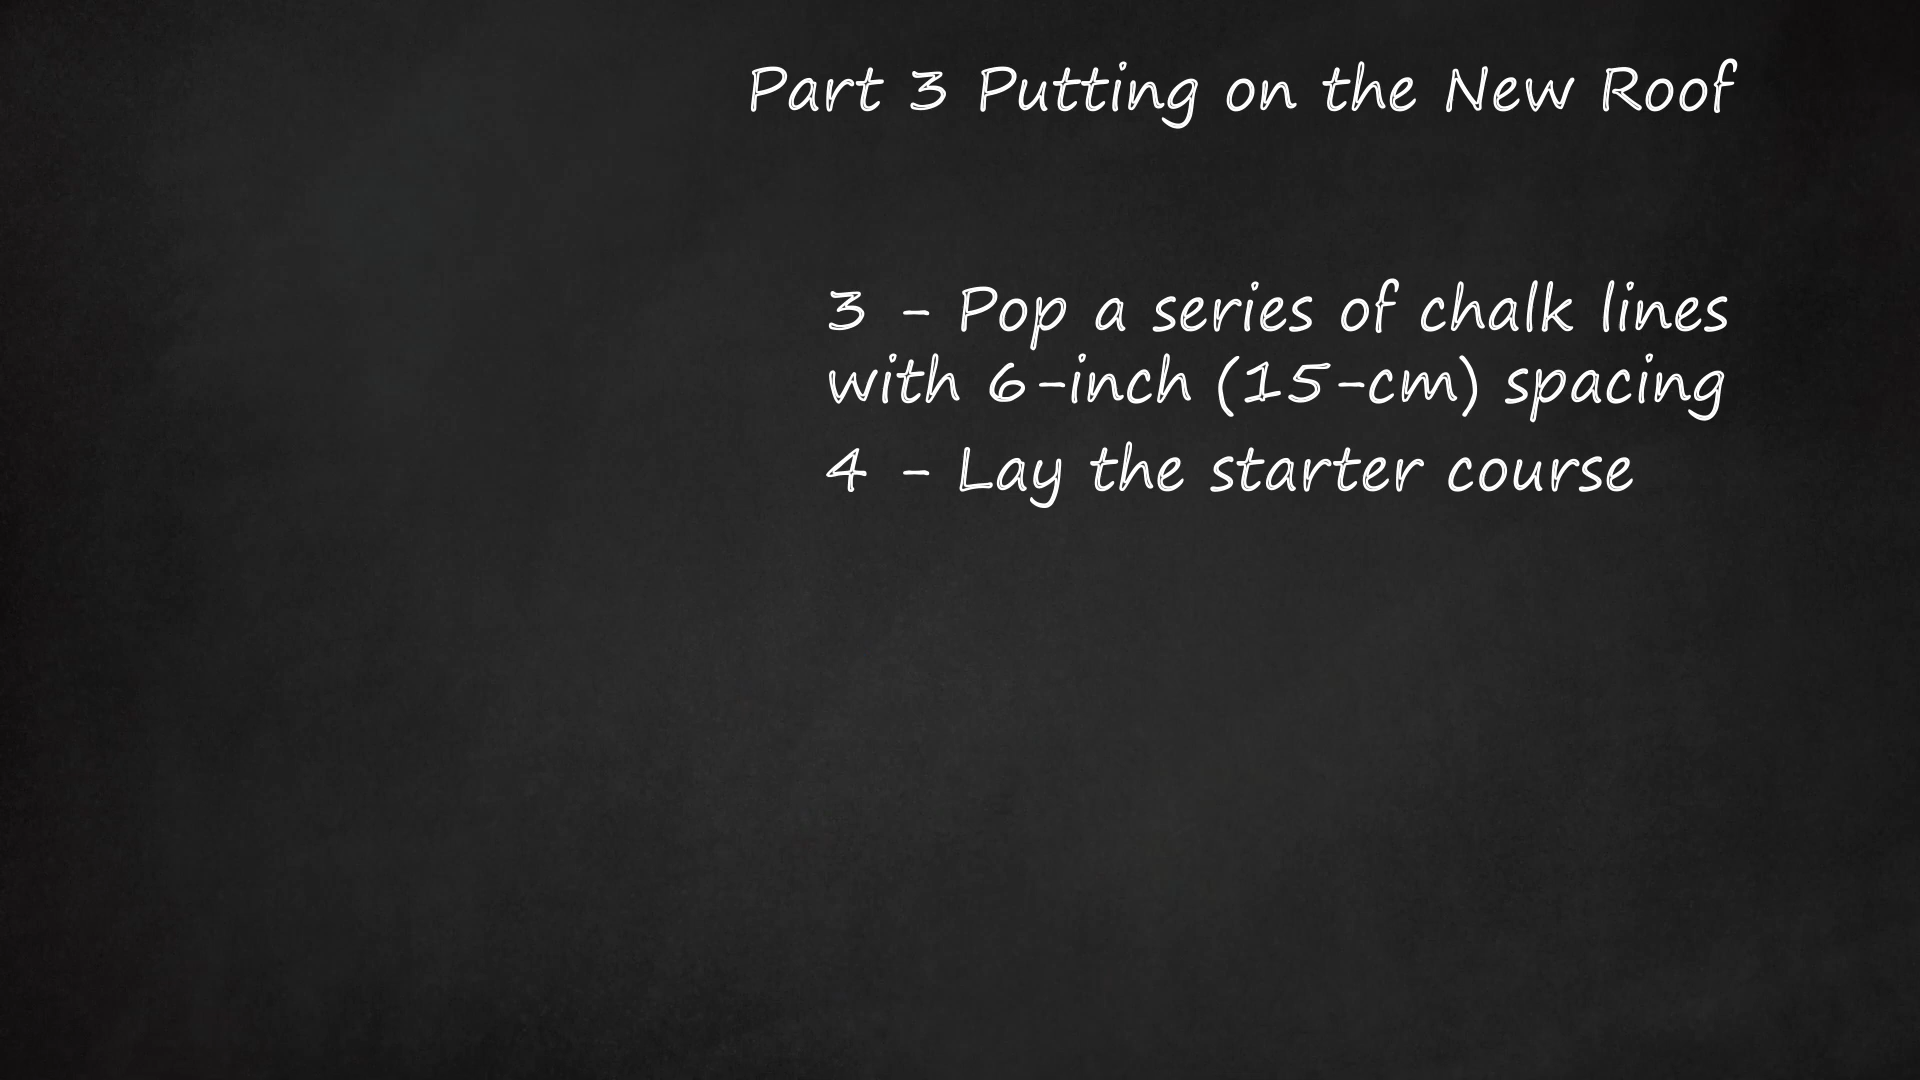 Part 3 Putting on the New Roof
3 - Pop a series of chalk lines
with 6-inch (15-cm) spacing
4 - Lay the starter course